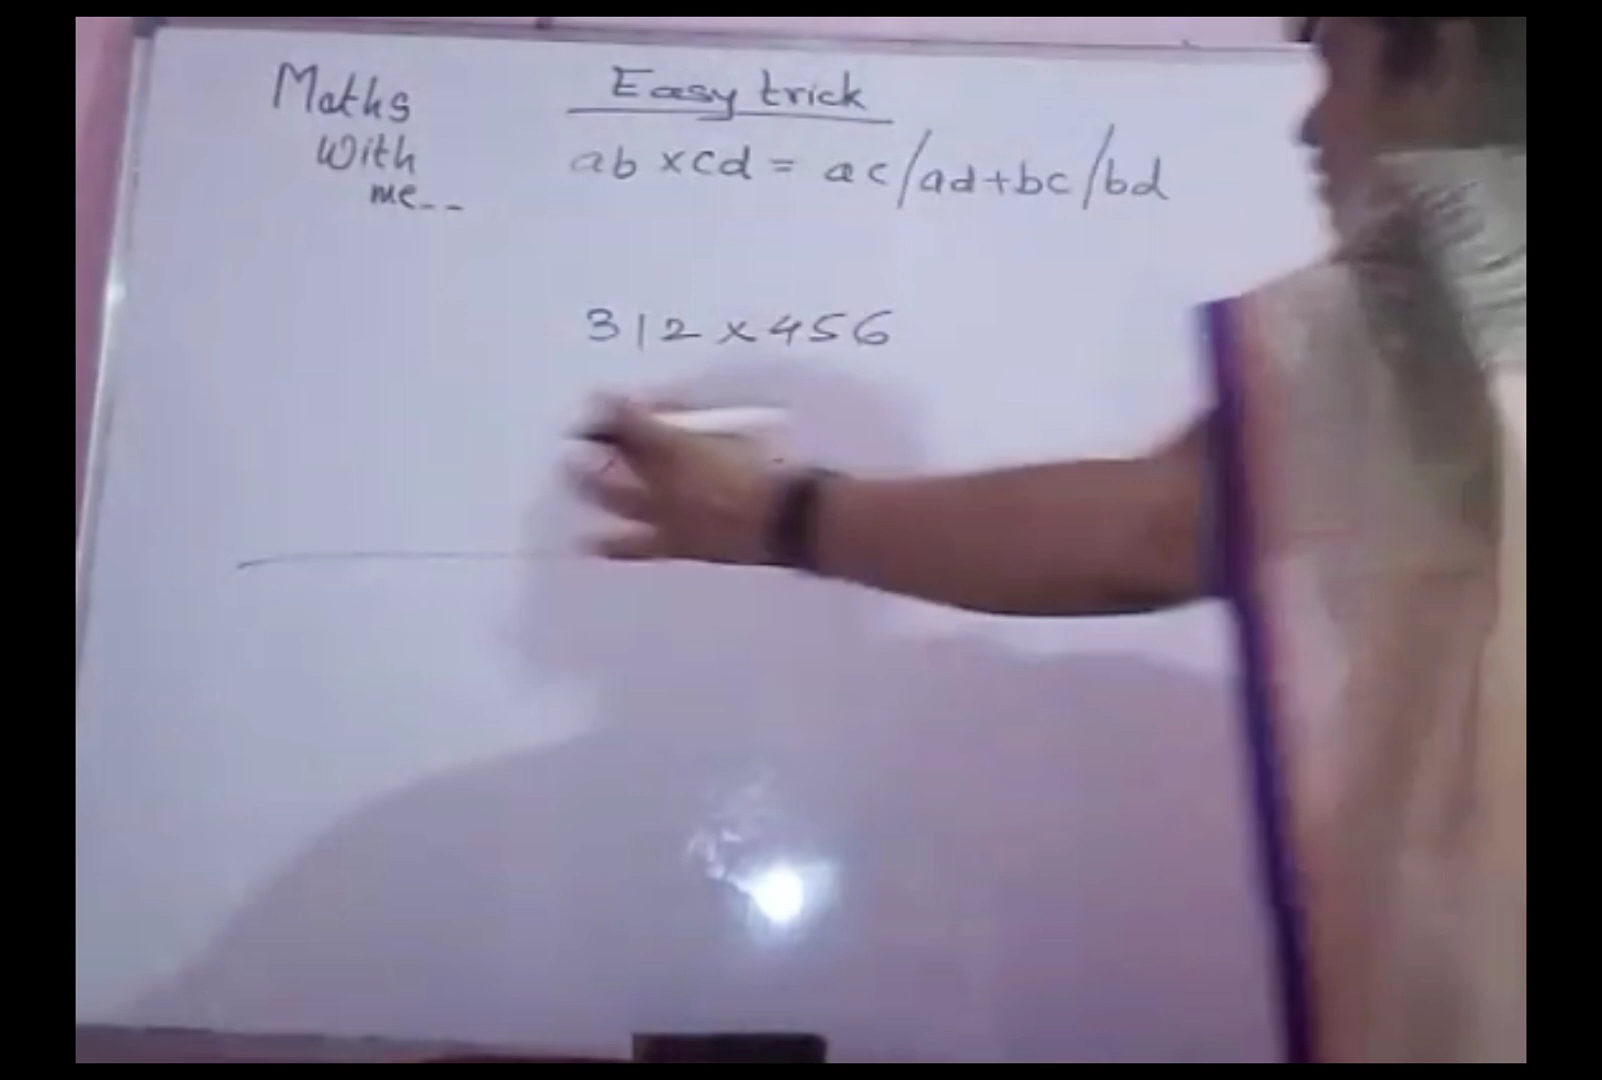 Maths
With
me--
Easy trick
ab x cd = ac/ad+bc/bd
312 x 456